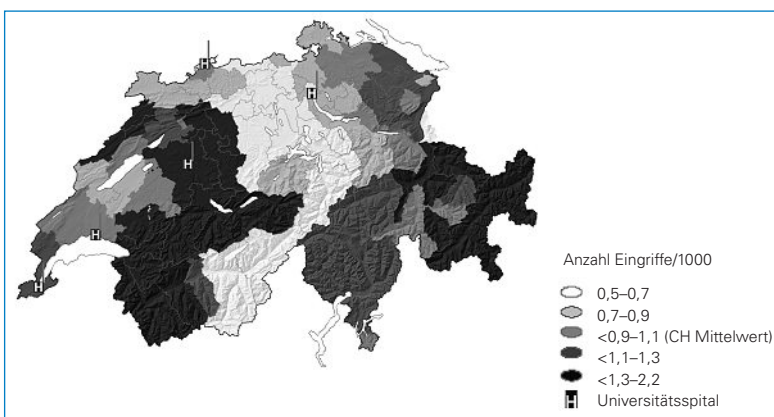 H
H
H
H
H
Anzahl Eingriffe/1000
0,5–0,7
0,7–0,9
<0,9–1,1 (CH Mittelwert)
<1,1–1,3
<1,3–2,2
H Universitätsspital